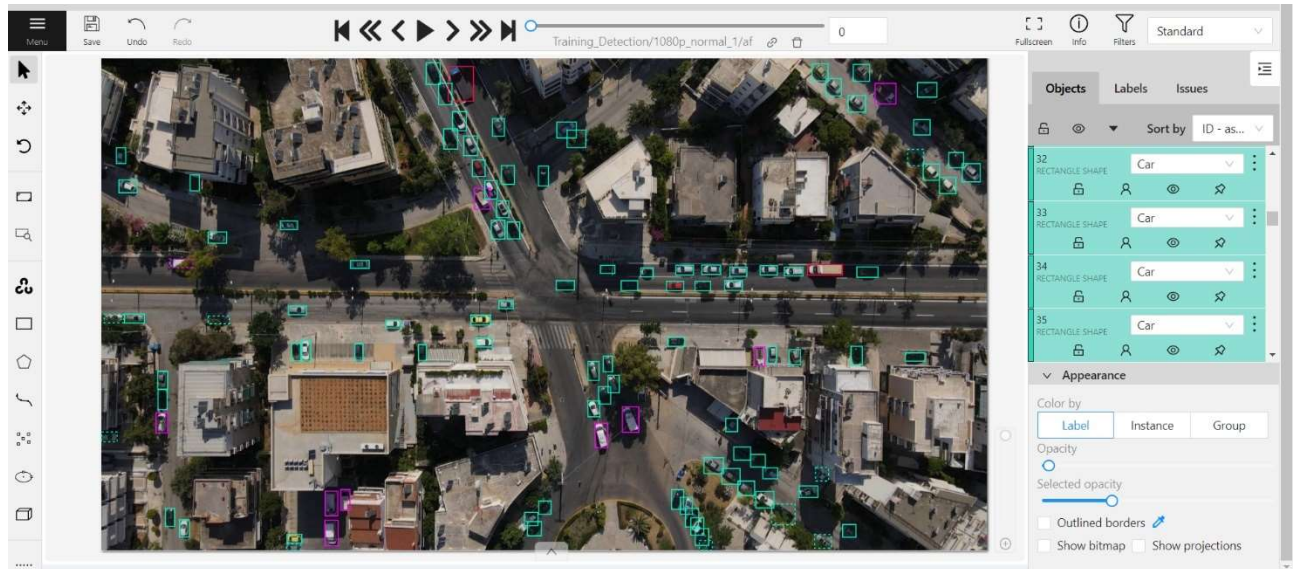 Menu
Save
Undo
Redo
Training_Detection/1080p_normal_1/af
0
Fullscreen
Info
Filters
Standard
Objects
Labels
Issues
Sort by
ID - as...
32
RECTANGLE SHAPE
Car
33
RECTANGLE SHAPE
Car
34
RECTANGLE SHAPE
Car
35
RECTANGLE SHAPE
Car
Appearance
Color by
Label
Instance
Group
Opacity
Selected opacity
Outlined borders
Show bitmap
Show projections